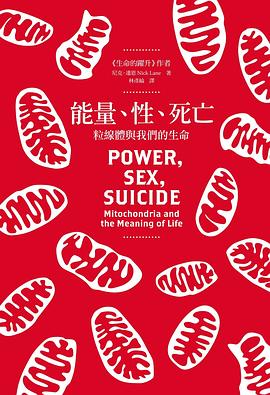 《生命的躍升》作者
尼克·連恩 Nick Lane 著
林彥綸 譯
能量、性、死亡
粒線體與我們的生命
POWER,
SEX,
SUICIDE
Mitochondria and
the Meaning of Life